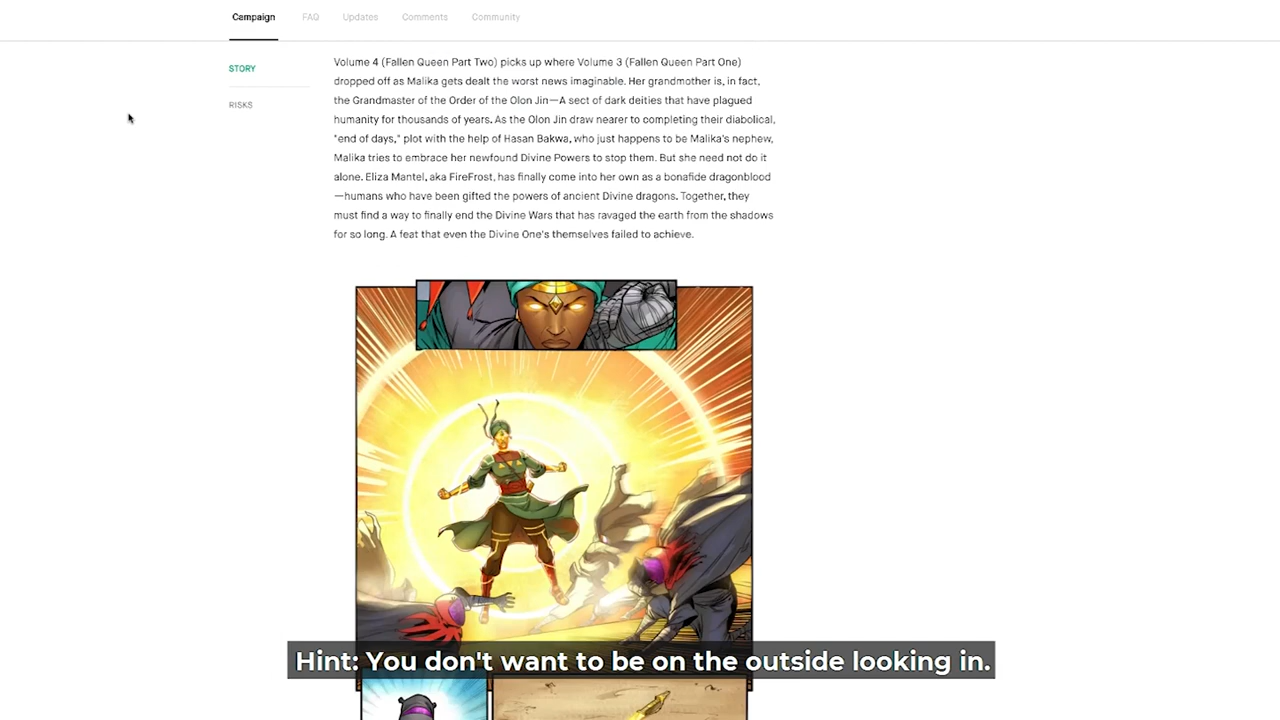 Campaign
FAQ
Updates
Comments
Community
STORY
RISKS
Volume 4 (Fallen Queen Part Two) picks up where Volume 3 (Fallen Queen Part One)
dropped off as Malika gets dealt the worst news imaginable. Her grandmother is, in fact,
the Grandmaster of the Order of the Olon Jin—A sect of dark deities that have plagued
humanity for thousands of years. As the Olon Jin draw nearer to completing their diabolical,
"end of days," plot with the help of Hasan Bakwa, who just happens to be Malika's nephew,
Malika tries to embrace her newfound Divine Powers to stop them. But she need not do it
alone. Eliza Mantel, aka FireFrost, has finally come into her own as a bonafide dragonblood
—humans who have been gifted the powers of ancient Divine dragons. Together, they
must find a way to finally end the Divine Wars that has ravaged the earth from the shadows
for so long. A feat that even the Divine One's themselves failed to achieve.
Hint: You don't want to be on the outside looking in.